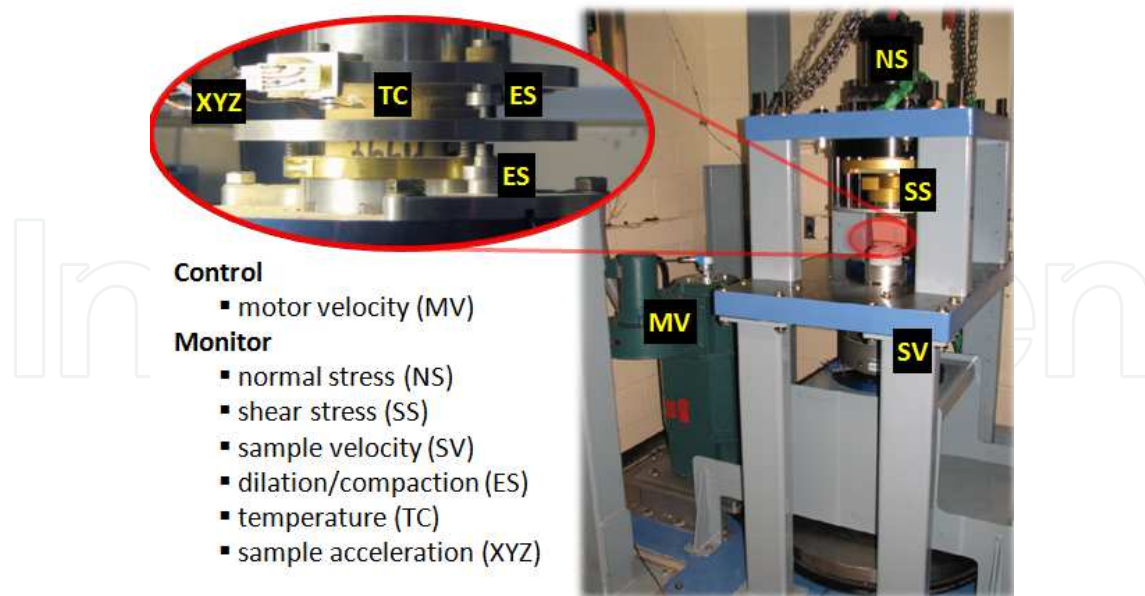 NS
XYZ
TC
ES
ES
SS
MV
SV
Control
▪ motor velocity (MV)
Monitor
▪ normal stress (NS)
▪ shear stress (SS)
▪ sample velocity (SV)
▪ dilation/compaction (ES)
▪ temperature (TC)
▪ sample acceleration (XYZ)